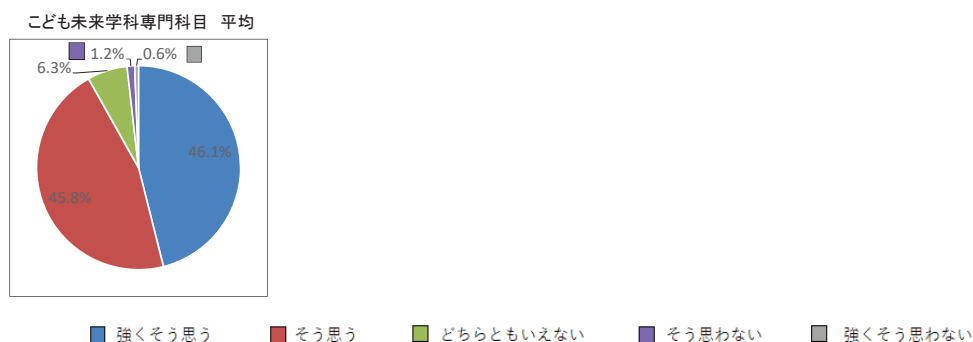 こども未来学科専門科目 平均
1.2% 0.6%
6.3%
46.1%
45.8%
強くそう思う そう思う どちらともいえない そう思わない 強くそう思わない